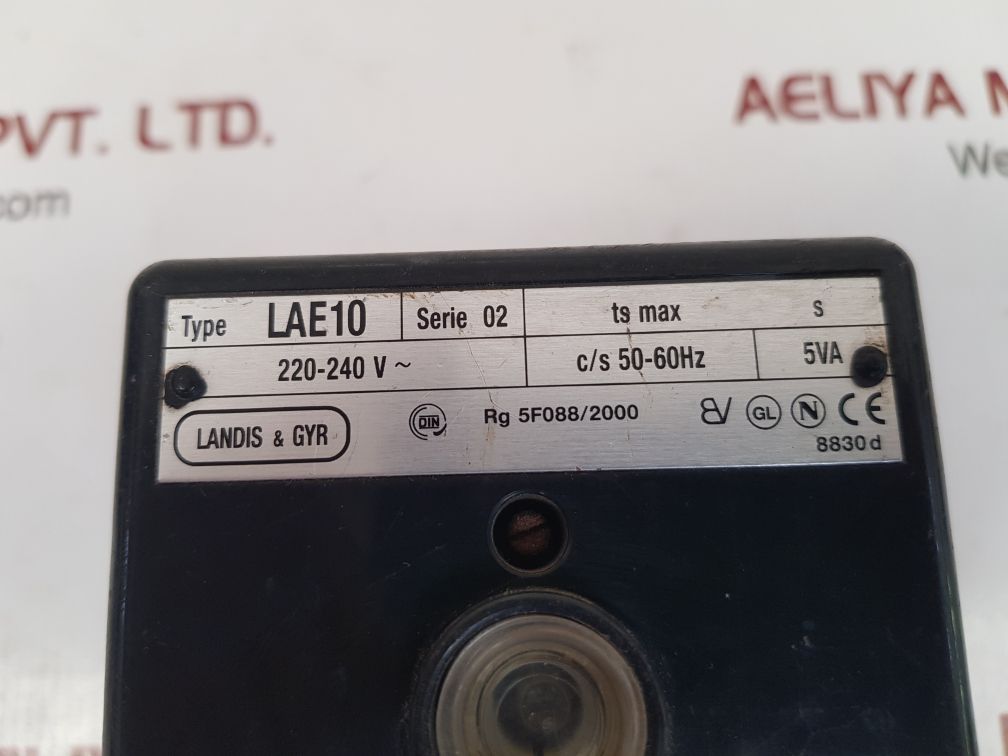 PVT. LTD.
com
AELIYA M
We
Type LAE10 Serie 02 ts max s
220-240 V ~ c/s 50-60Hz 5VA
LANDIS & GYR DIN Rg 5F088/2000 GL N CE
8830 d